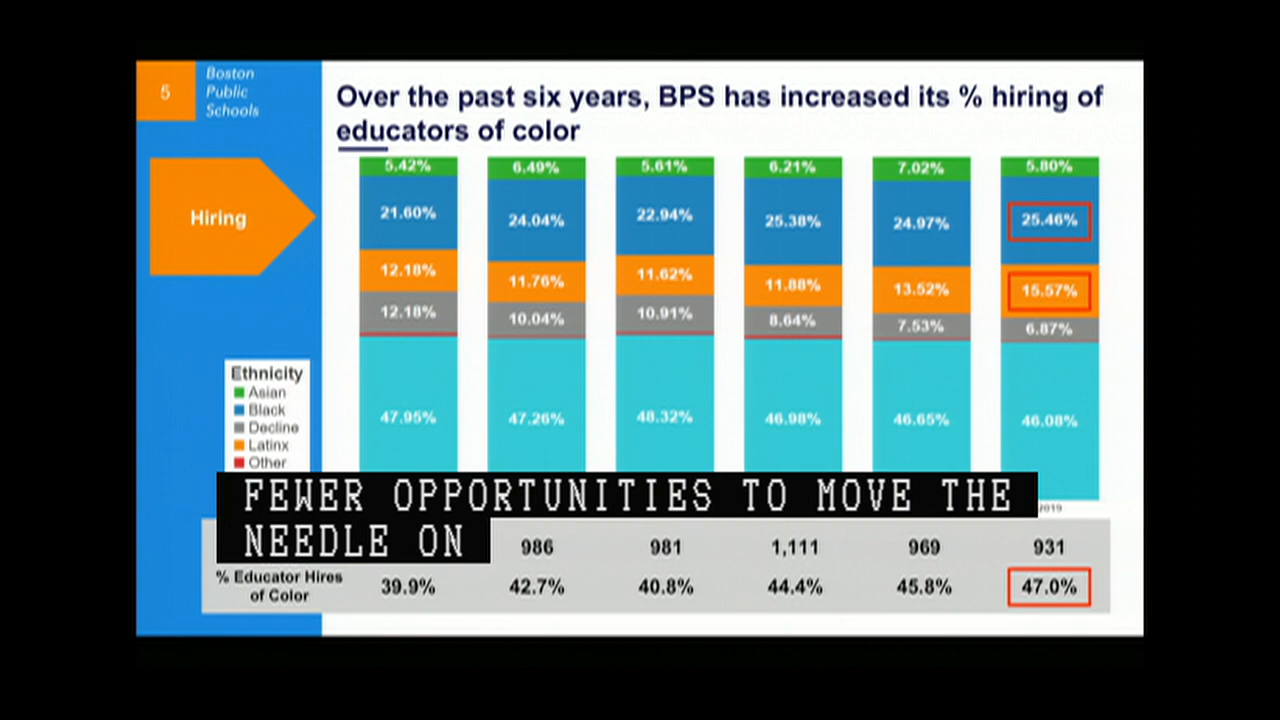 5
Boston
Public
Schools
Over the past six years, BPS has increased its % hiring of
educators of color
Hiring
5.42% 6.49% 5.61% 6.21% 7.02% 5.80%
21.60% 24.04% 22.94% 25.38% 24.97% 25.46%
12.18% 11.76% 11.62% 11.88% 13.52% 15.57%
12.18% 10.04% 10.91% 8.64% 7.53% 6.87%
47.95% 47.26% 48.32% 46.98% 46.65% 46.08%
Ethnicity
Asian
Black
Decline
Latinx
Other
FEWER OPPORTUNITIES TO MOVE THE
NEEDLE ON
2019
986 981 1,111 969 931
% Educator Hires
of Color
39.9% 42.7% 40.8% 44.4% 45.8% 47.0%